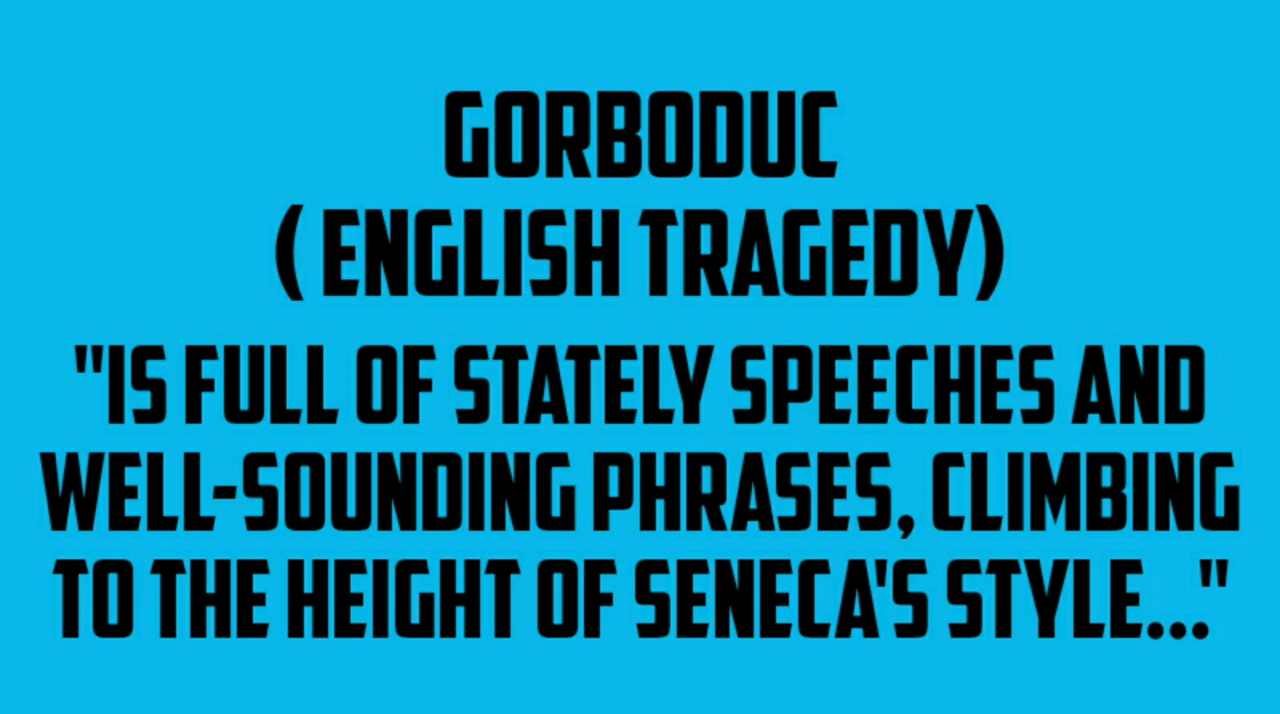 GORBODUC
( ENGLISH TRAGEDY)
"IS FULL OF STATELY SPEECHES AND
WELL-SOUNDING PHRASES, CLIMBING
TO THE HEIGHT OF SENECA'S STYLE..."